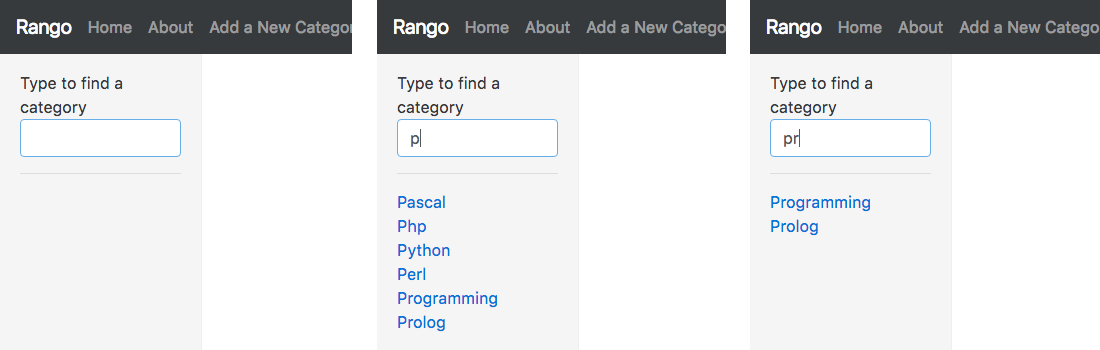 Rango Home About Add a New Categor
Type to find a
category
Rango Home About Add a New Catego
Type to find a
category
p
Pascal
Php
Python
Perl
Programming
Prolog
Rango Home About Add a New Catego
Type to find a
category
pr
Programming
Prolog